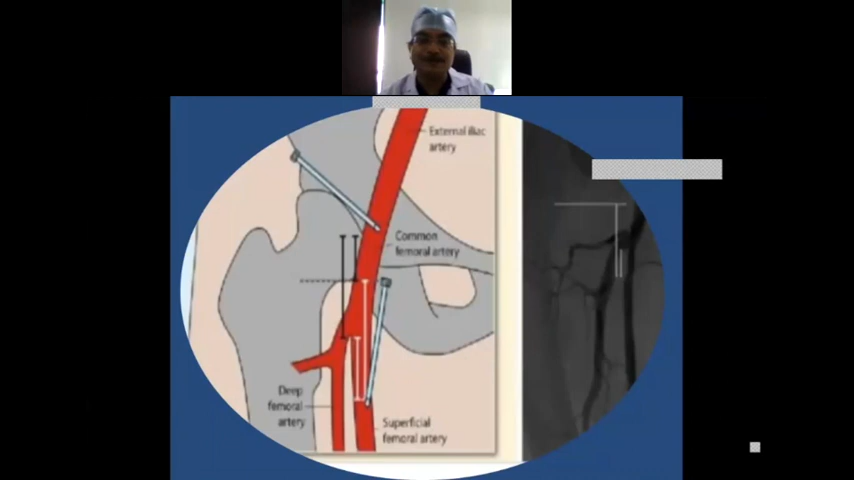 External iliac
artery
Common
femoral artery
Deep
femoral
artery
Superficial
femoral artery